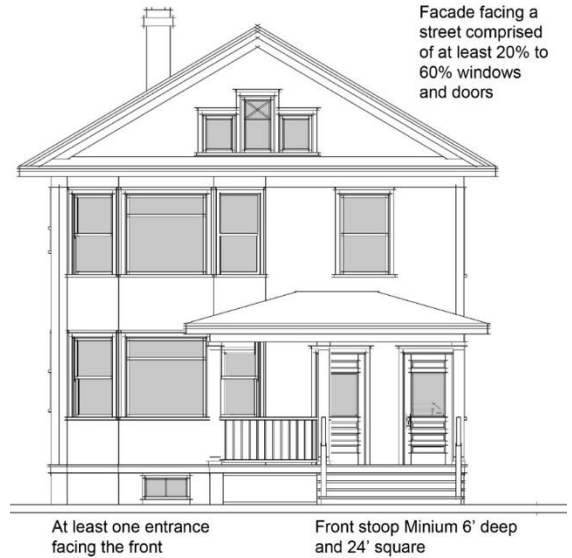 Facade facing a
street comprised
of at least 20% to
60% windows
and doors
At least one entrance
facing the front
Front stoop Minium 6' deep
and 24' square